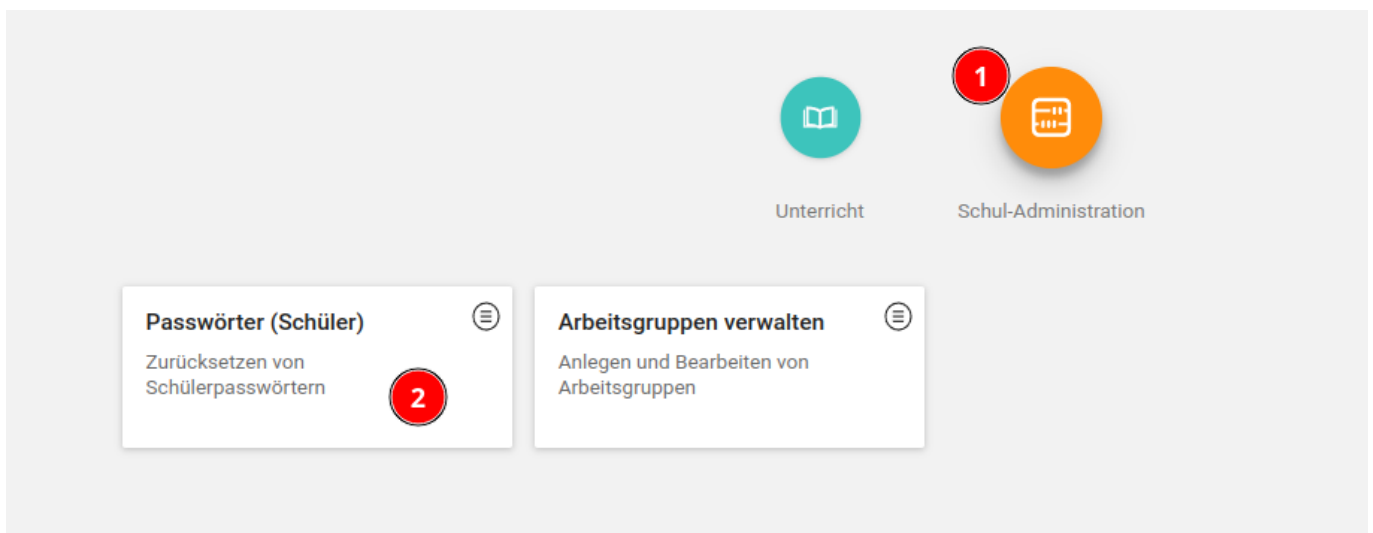 1
Unterricht
Schul-Administration
Passwörter (Schüler)
Zurücksetzen von
Schülerpasswörtern
2
Arbeitsgruppen verwalten
Anlegen und Bearbeiten von
Arbeitsgruppen